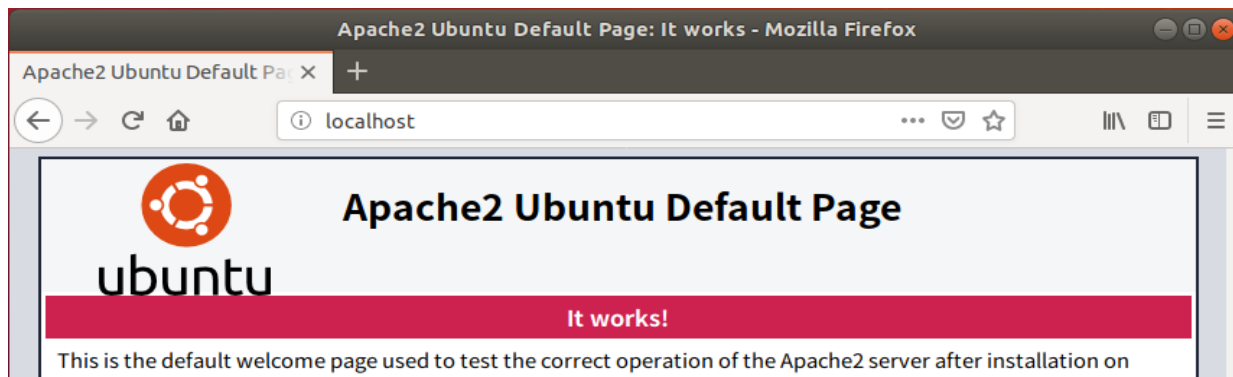 Apache2 Ubuntu Default Page: It works - Mozilla Firefox
Apache2 Ubuntu Default Pag
localhost
Apache2 Ubuntu Default Page
ubuntu
It works!
This is the default welcome page used to test the correct operation of the Apache2 server after installation on